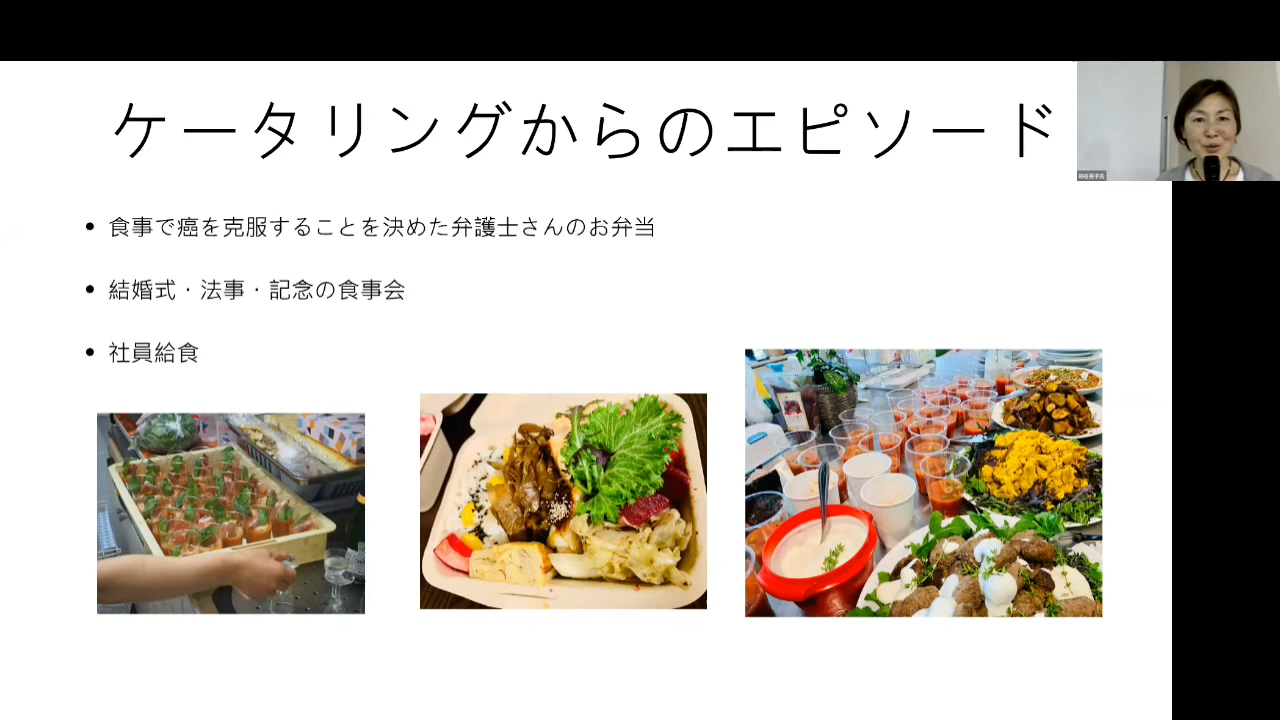 ケータリングからのエピソード
• 食事で癌を克服することを決めた弁護士さんのお弁当
• 結婚式・法事・記念の食事会
• 社員給食